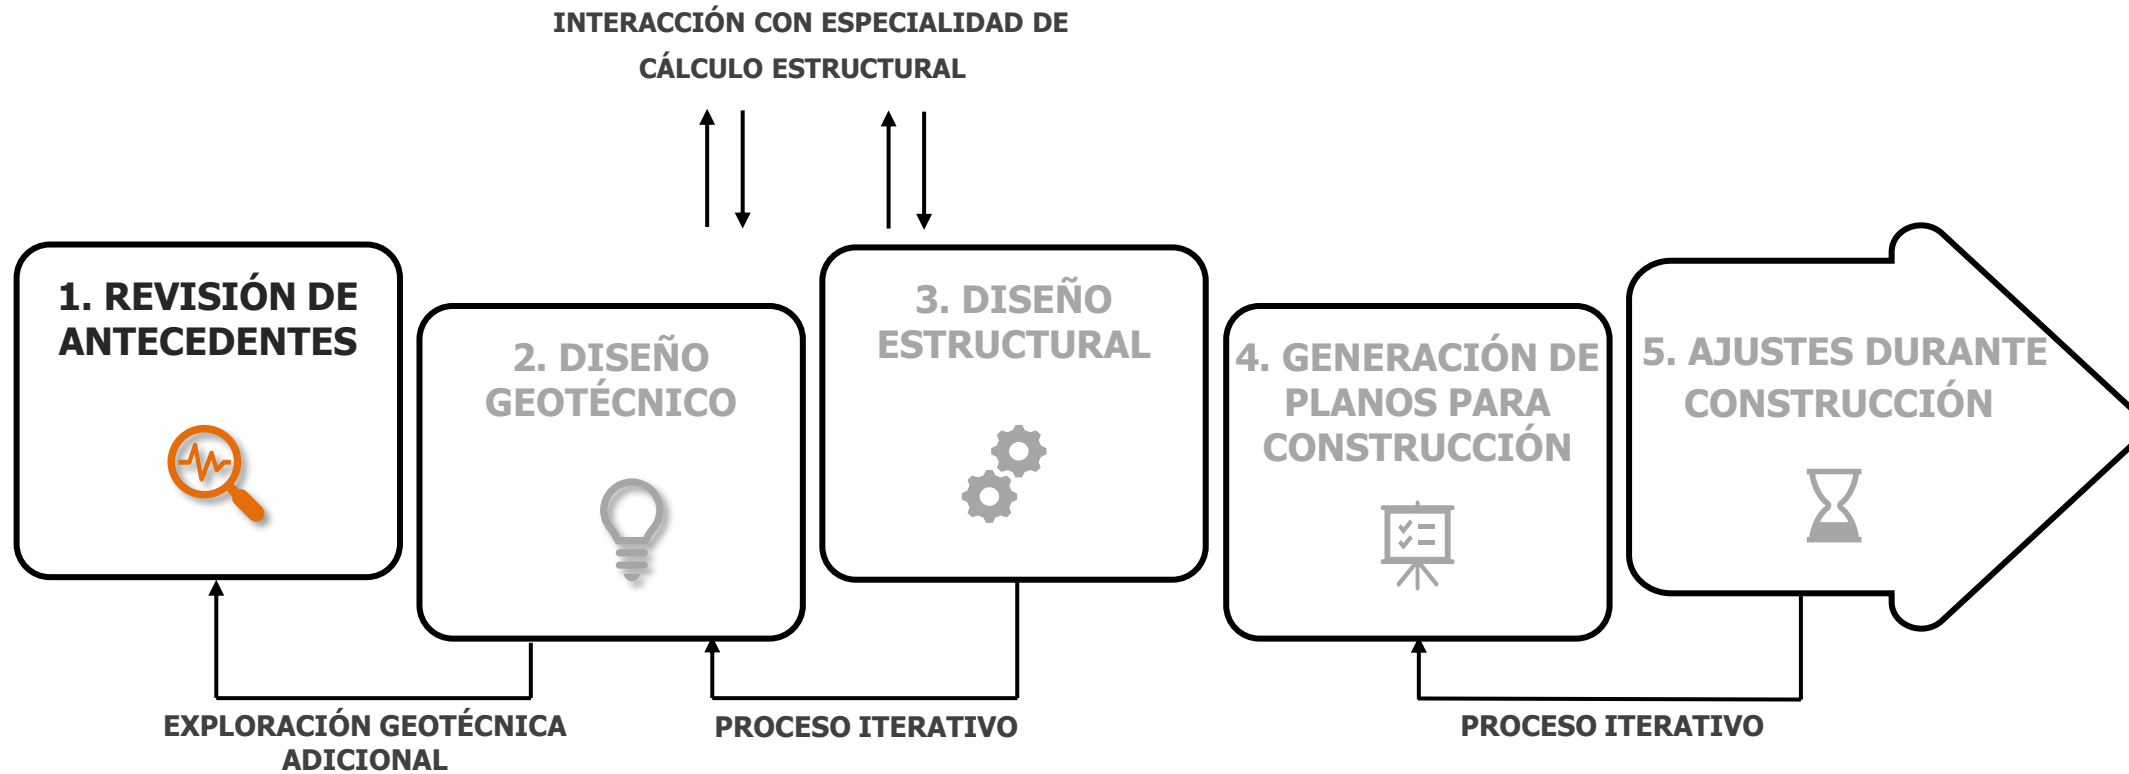 INTERACCIÓN CON ESPECIALIDAD DE
CÁLCULO ESTRUCTURAL
1. REVISIÓN DE
ANTECEDENTES
2. DISEÑO
GEOTÉCNICO
3. DISEÑO
ESTRUCTURAL
4. GENERACIÓN DE
PLANOS PARA
CONSTRUCCIÓN
5. AJUSTES DURANTE
CONSTRUCCIÓN
EXPLORACIÓN GEOTÉCNICA
ADICIONAL
PROCESO ITERATIVO
PROCESO ITERATIVO